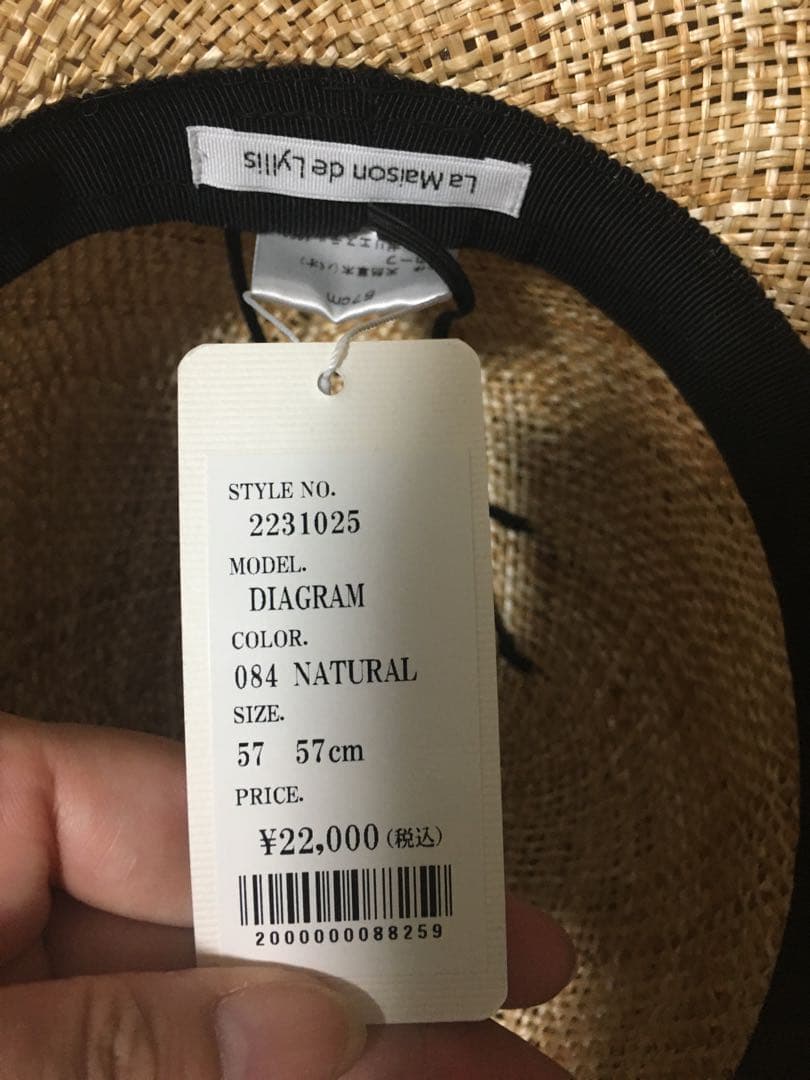 La Maison de Lyllis
57cm
STYLE NO.
2231025
MODEL.
DIAGRAM
COLOR.
084 NATURAL
SIZE.
57 57cm
PRICE.
¥22,000(税込)
2000000088259